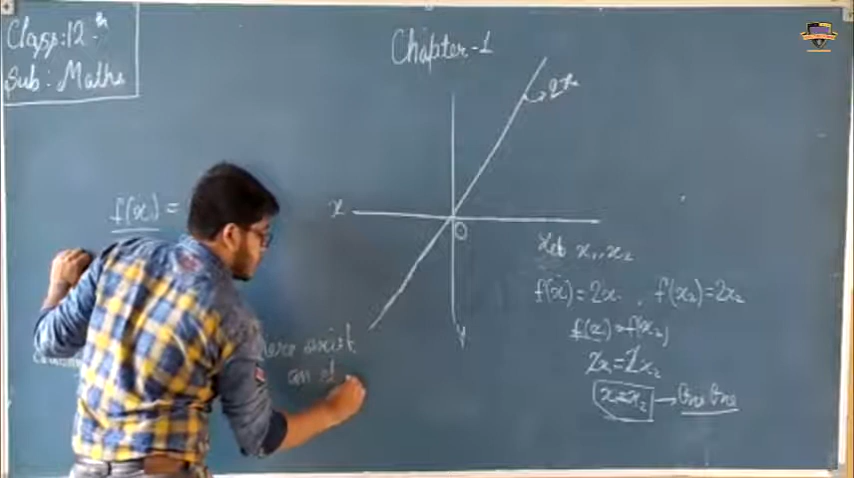 Class: 12th
Sub: Maths
Chapter-1
2x
f(x) =
x
O
y
Let x₁, x₂
f(x₁) = 2x₁, f(x₂) = 2x₂
f(x₁) = f(x₂)
2x₁ = 2x₂
x₁ = x₂ → One One
exist
an